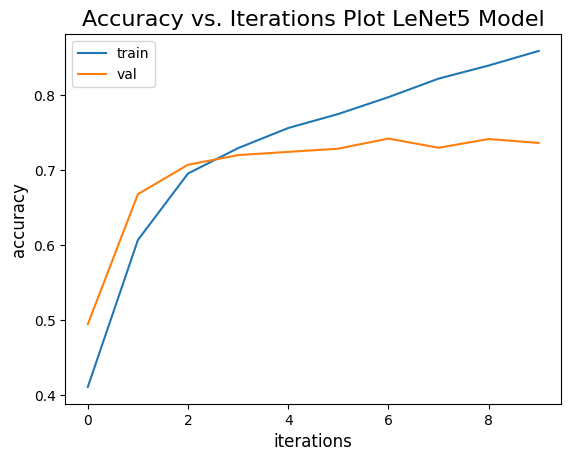 Accuracy vs. Iterations Plot LeNet5 Model
train
val
accuracy
0.8
0.7
0.6
0.5
0.4
0 2 4 6 8
iterations